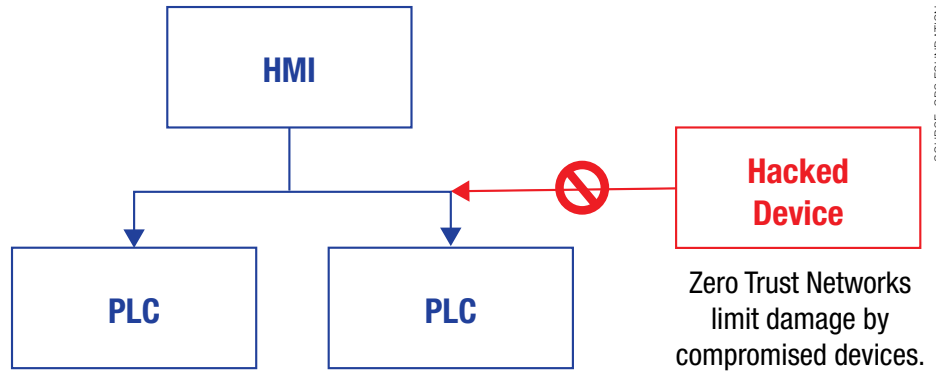 HMI
Hacked
Device
PLC
PLC
Zero Trust Networks
limit damage by
compromised devices.